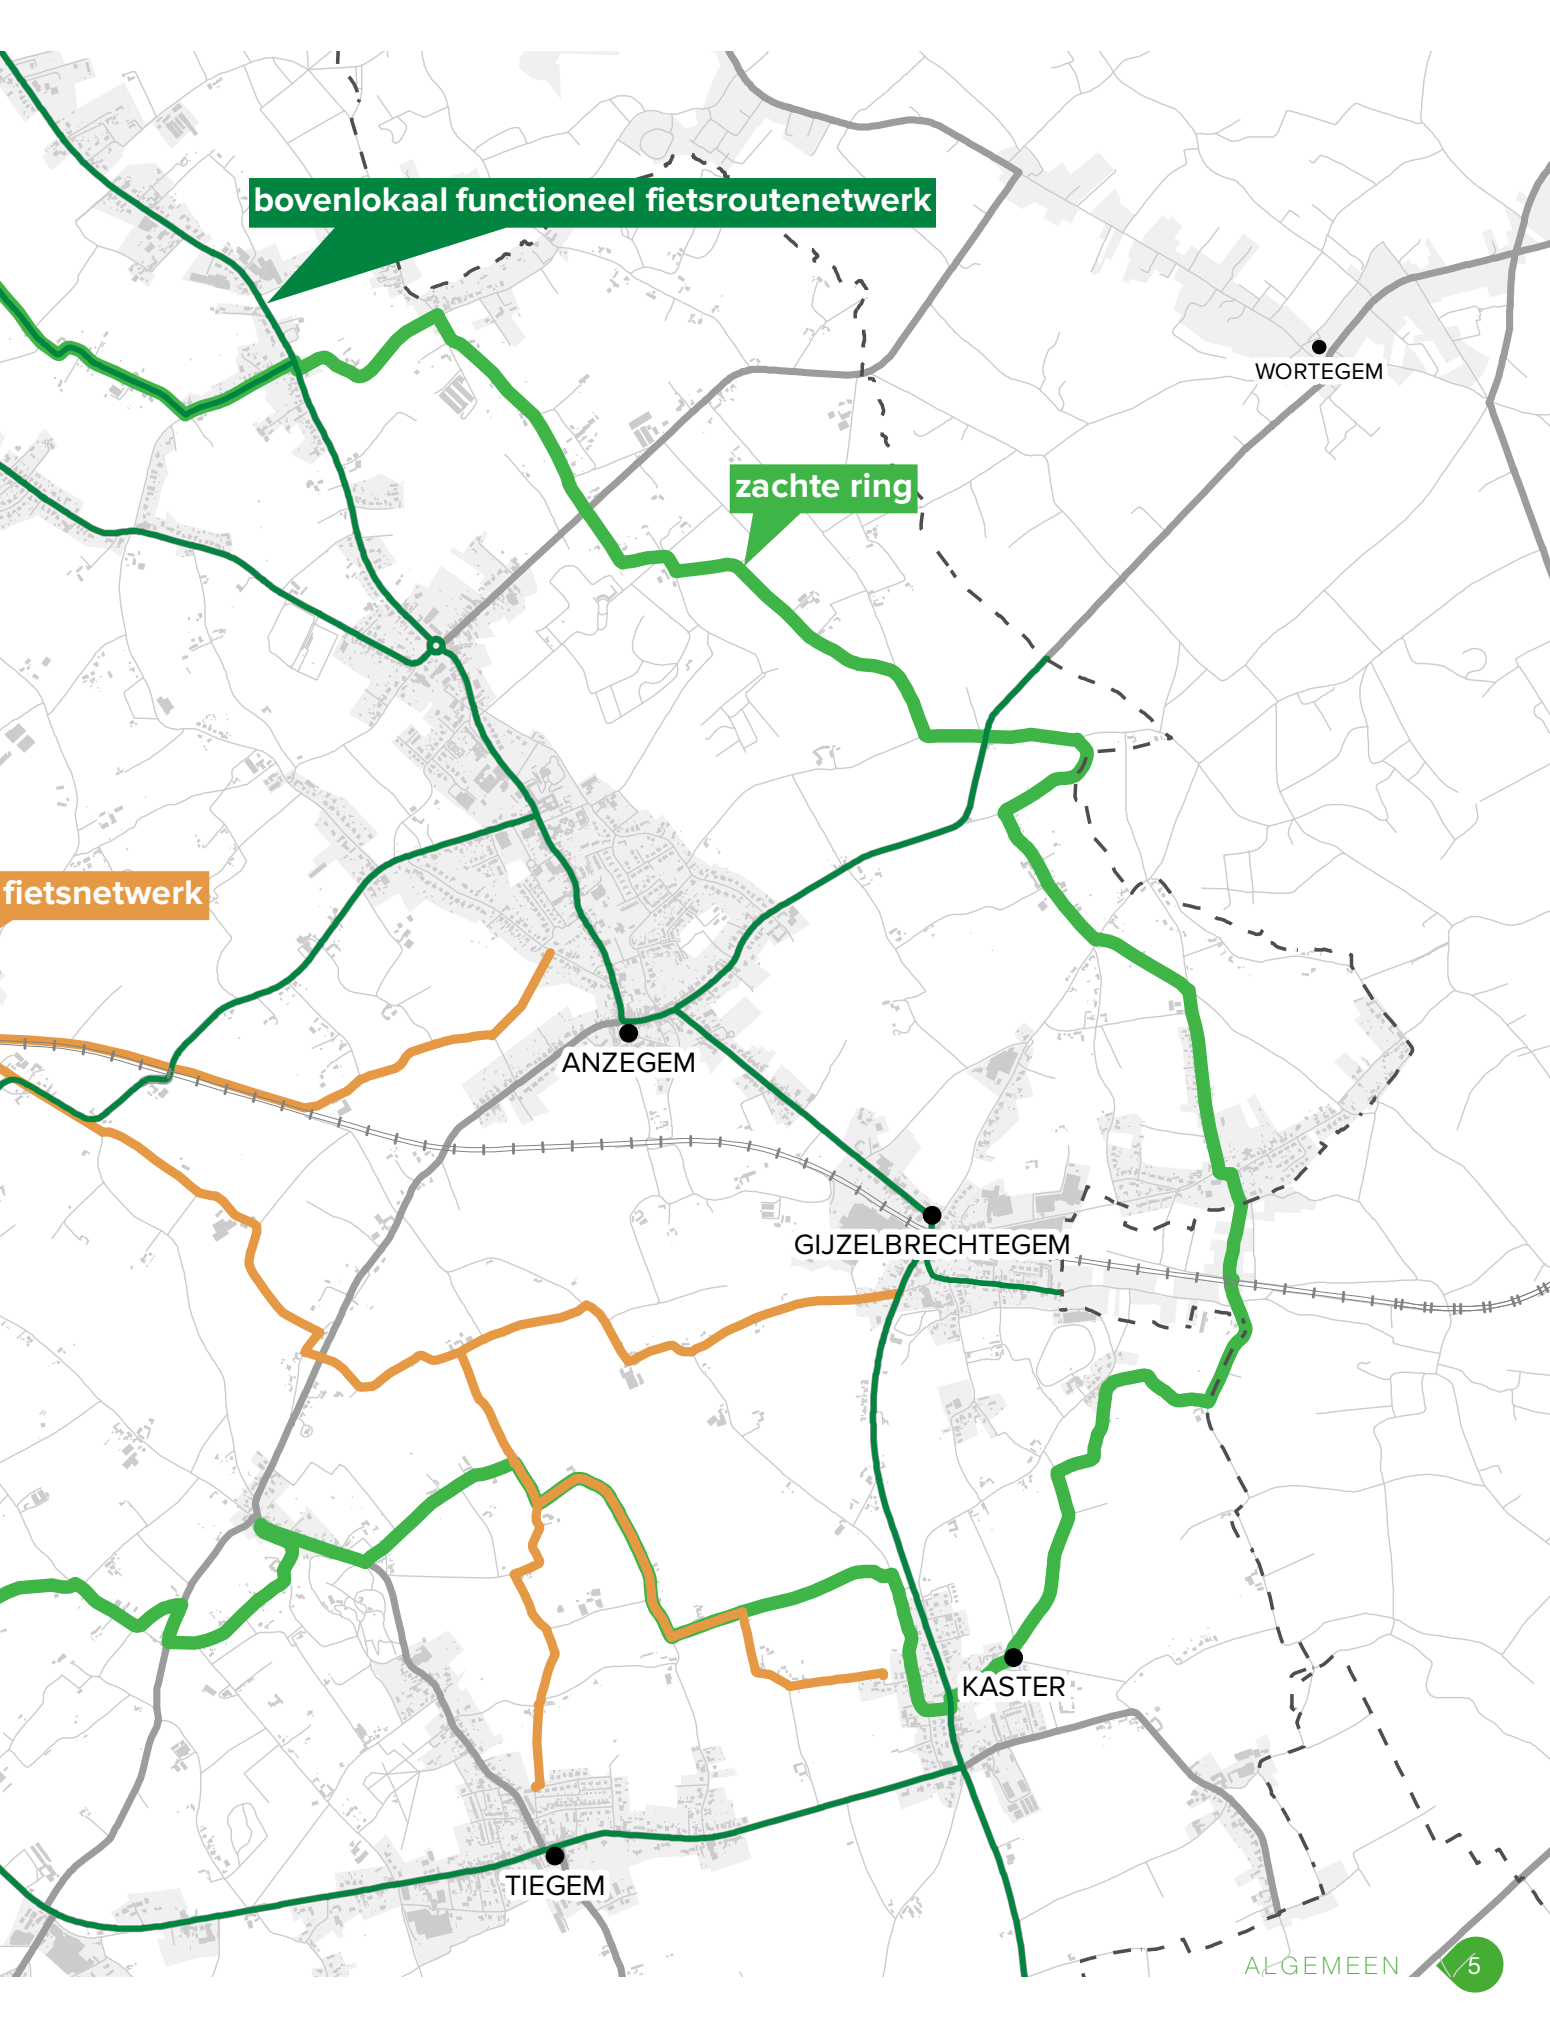 bovenlokaal functioneel fietsroutenetwerk
WORTEGEM
zachte ring
fietsnetwerk
ANZEGEM
GIJZELBRECHTEGEM
KASTER
TIEGEM
ALGEMEEN 5